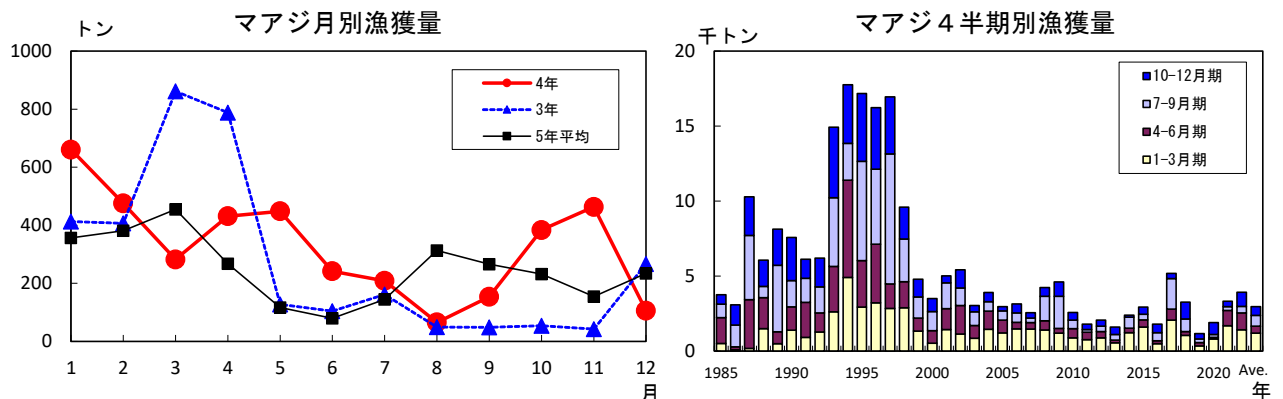 マアジ月別漁獲量
トン
1000
800
600
400
200
0
4年
3年
5年平均
1 2 3 4 5 6 7 8 9 10 11 12
月
マアジ４半期別漁獲量
千トン
20
15
10
5
0
10-12月期
7-9月期
4-6月期
1-3月期
1985 1990 1995 2000 2005 2010 2015 2020 Ave.
年